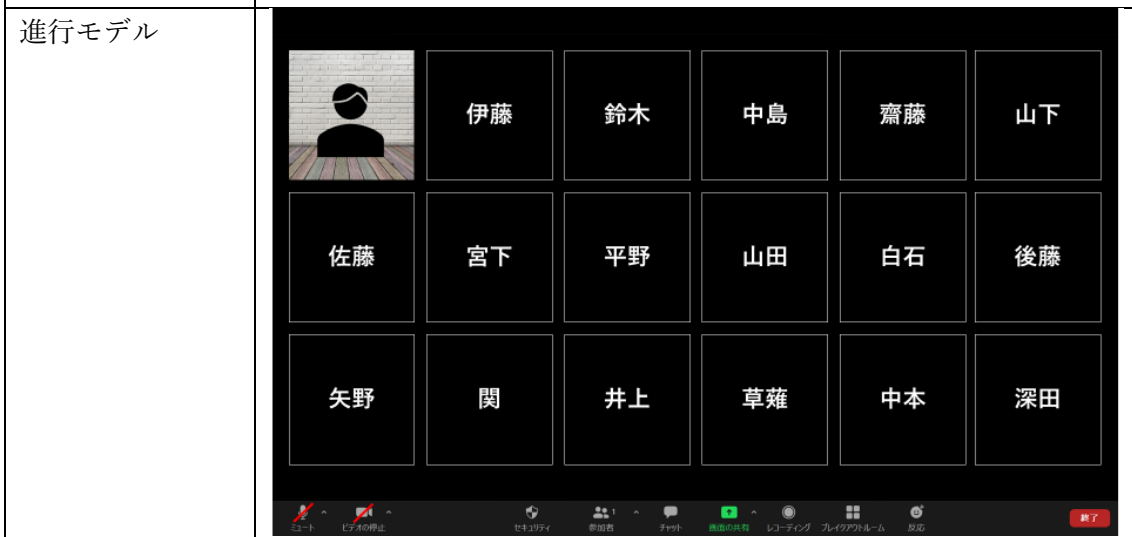 進行モデル
伊藤 鈴木 中島 齋藤 山下
佐藤 宮下 平野 山田 白石 後藤
矢野 関 井上 草薙 中本 深田
ミュート ビデオの停止 セキュリティ 参加者 1 チャット 画面の共有 レコーディング ブレイクアウトルーム 反応 終了